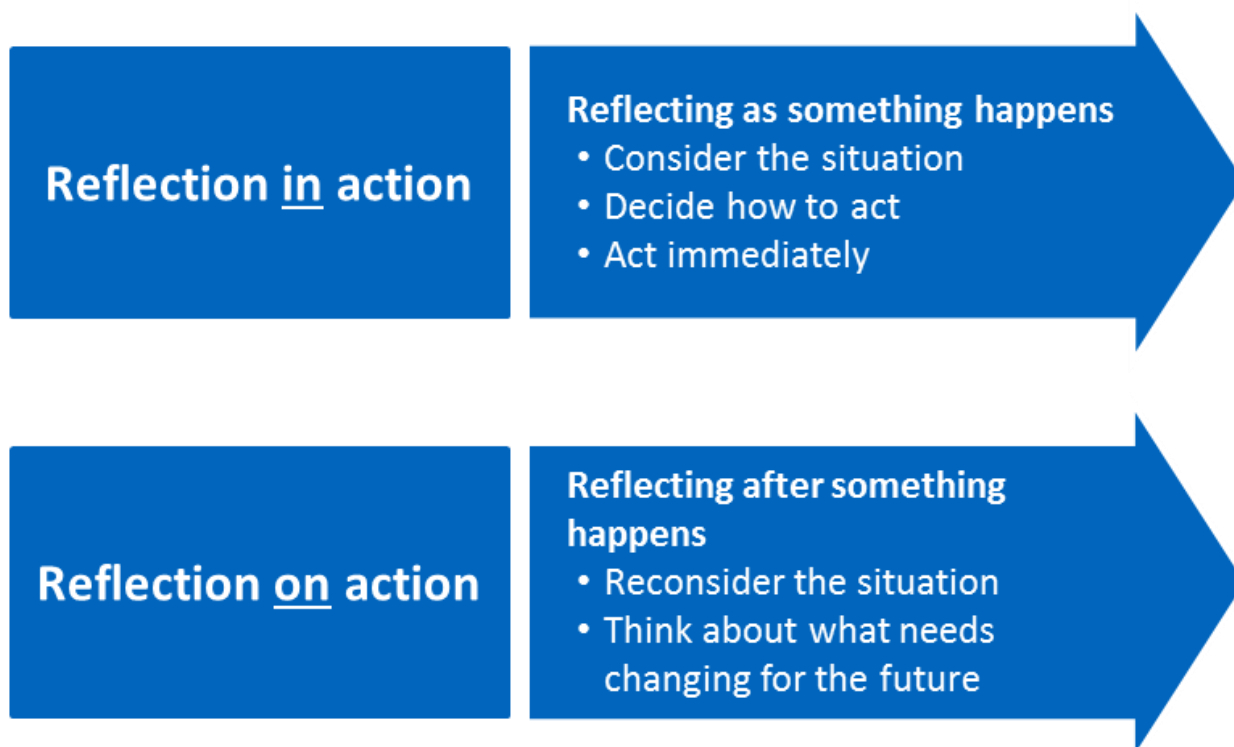 Reflection in action
Reflecting as something happens
• Consider the situation
• Decide how to act
• Act immediately
Reflection on action
Reflecting after something
happens
• Reconsider the situation
• Think about what needs
changing for the future